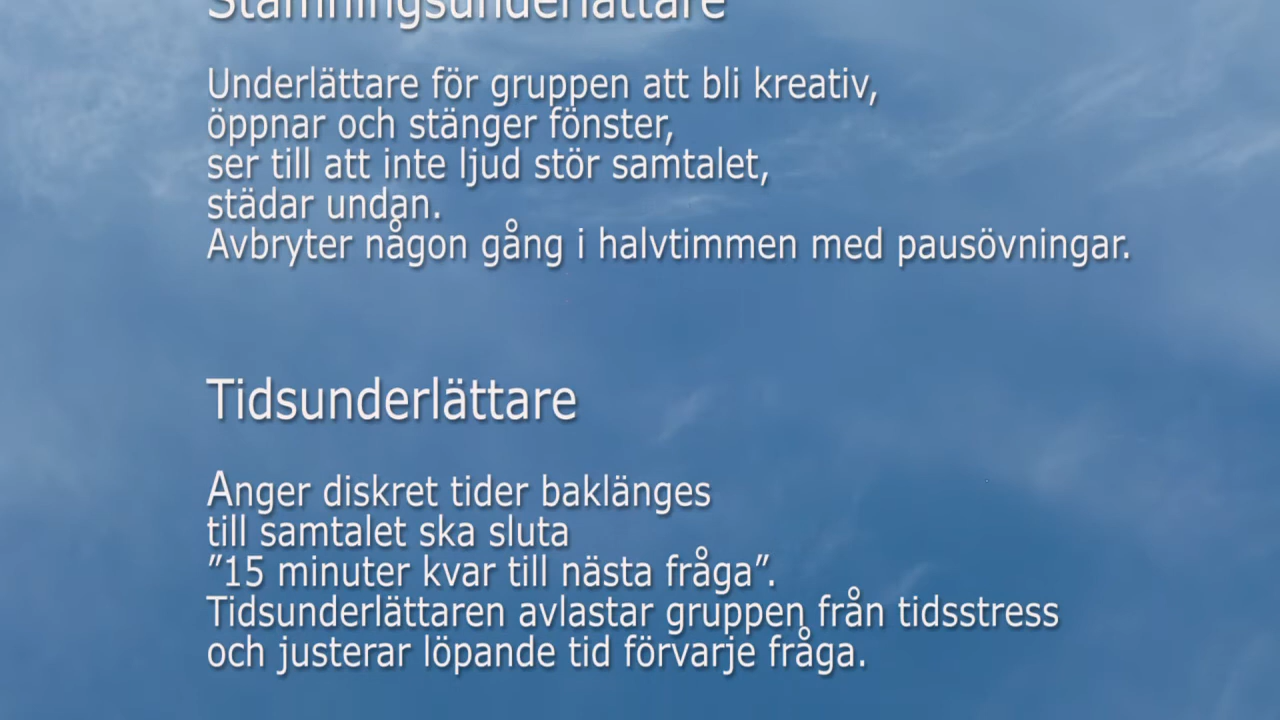 Stämningsunderlättare
Underlättare för gruppen att bli kreativ,
öppnar och stänger fönster,
ser till att inte ljud stör samtalet,
städar undan.
Avbryter någon gång i halvtimmen med pausövningar.
Tidsunderlättare
Anger diskret tider baklänges
till samtalet ska sluta
”15 minuter kvar till nästa fråga”.
Tidsunderlättaren avlastar gruppen från tidsstress
och justerar löpande tid förvarje fråga.